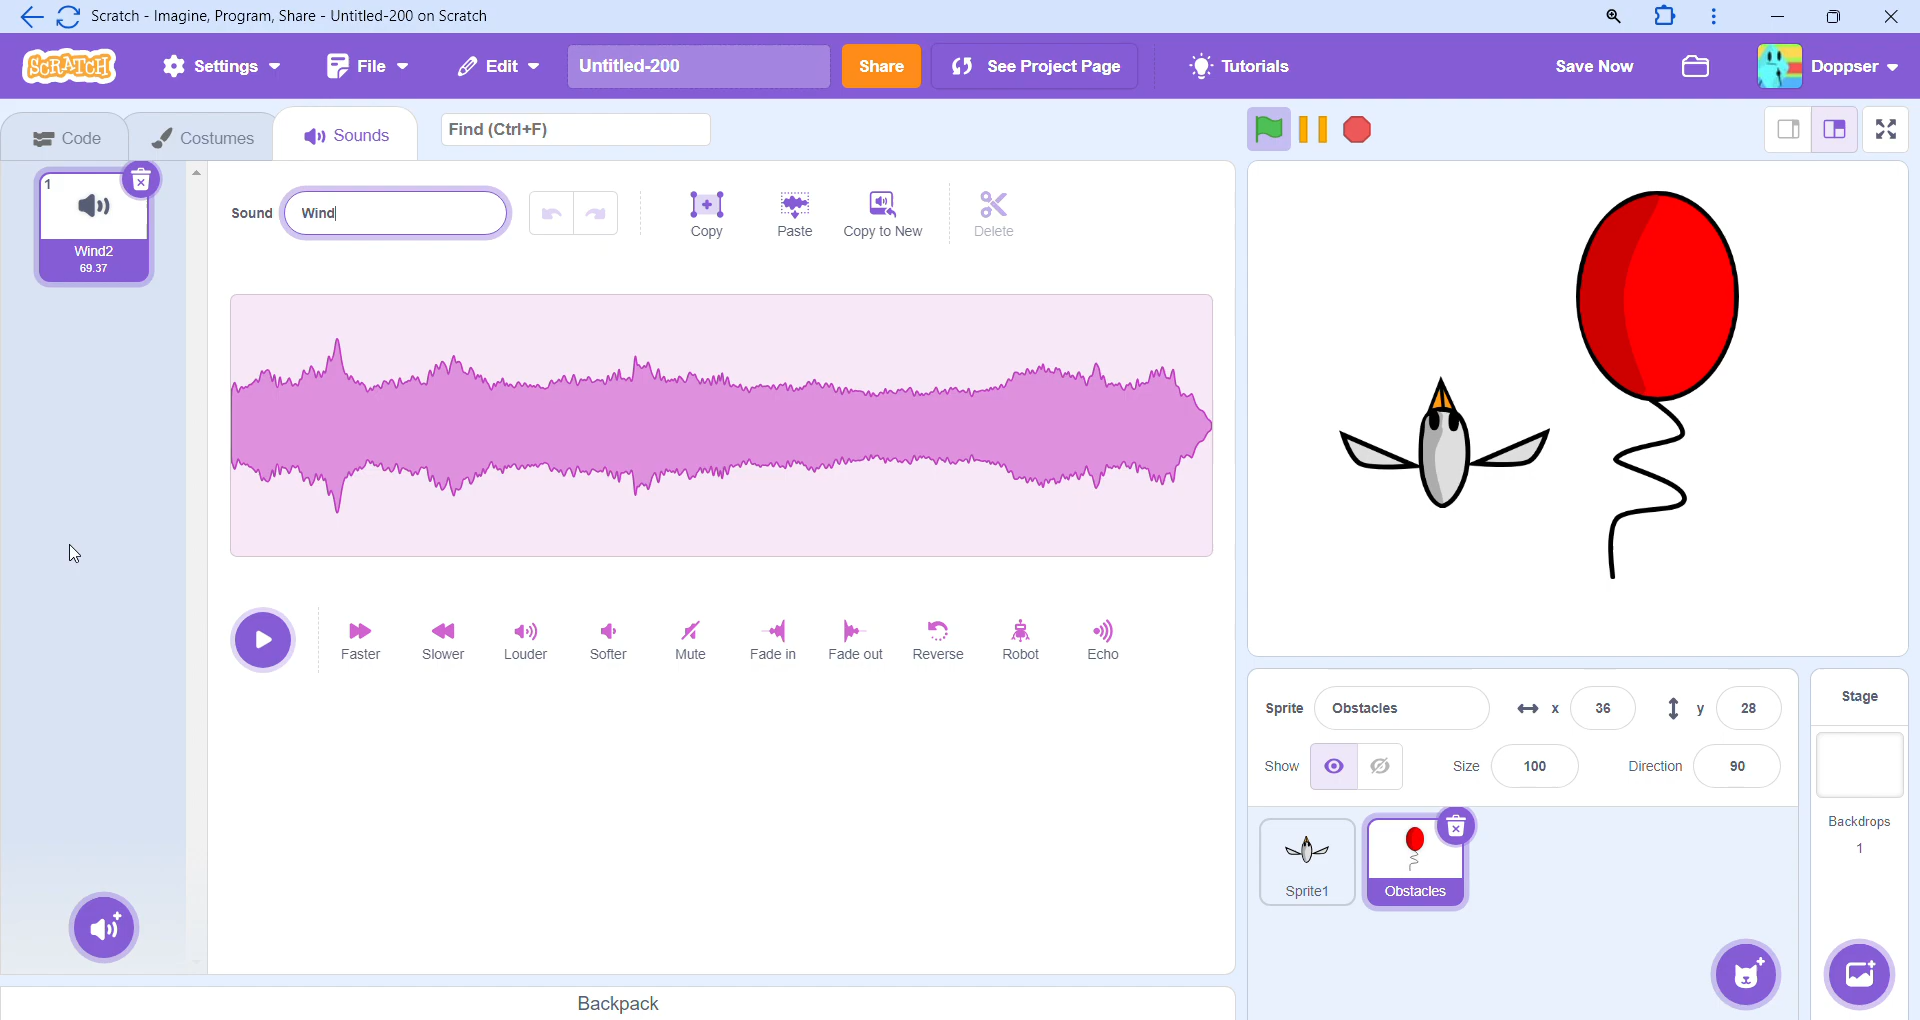 Scratch - Imagine, Program, Share - Untitled-200 on Scratch
SCRATCH Settings File Edit Untitled-200 Share See Project Page Tutorials Save Now Doppser
Code Costumes Sounds Find (Ctrl+F)
1
Wind2
69.37
Sound Wind
Copy Paste Copy to New Delete
Faster Slower Louder Softer Mute Fade in Fade out Reverse Robot Echo
Backpack
Sprite Obstacles x 36 y 28
Show Size 100 Direction 90
Sprite1 Obstacles
Stage
Backdrops
1